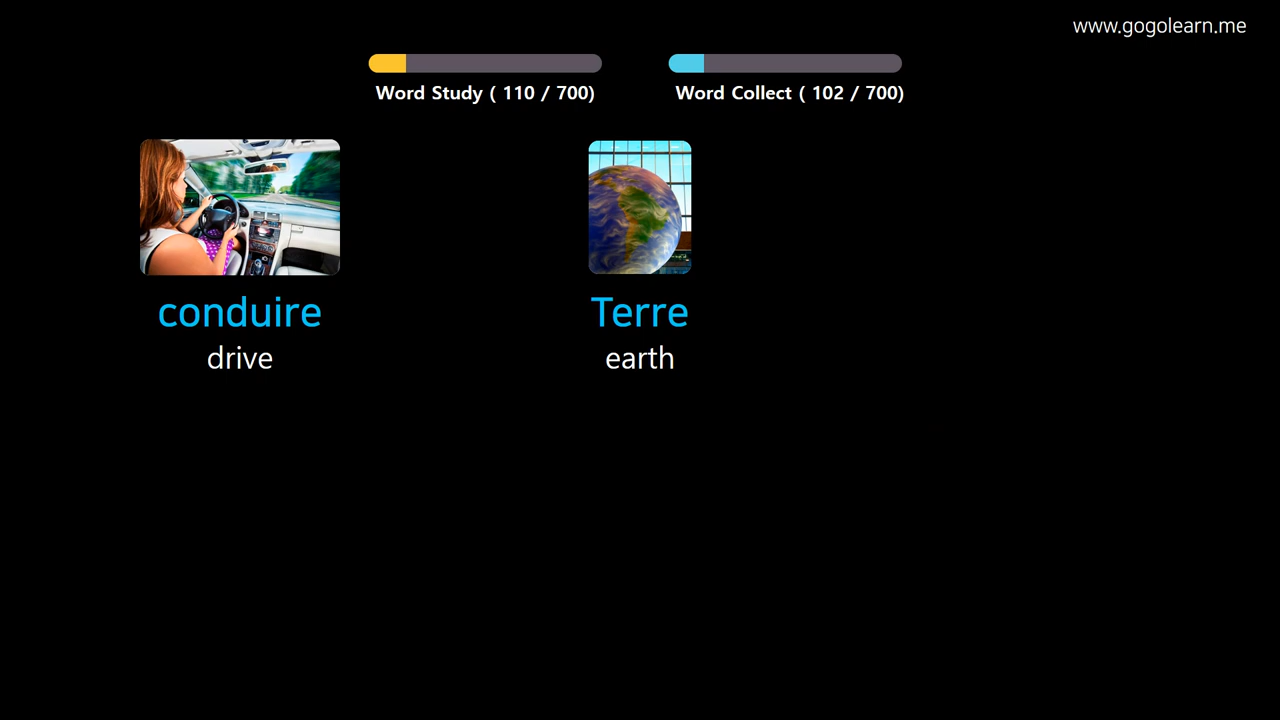 www.gogolearn.me
Word Study ( 110 / 700)
Word Collect ( 102 / 700)
conduire
drive
Terre
earth